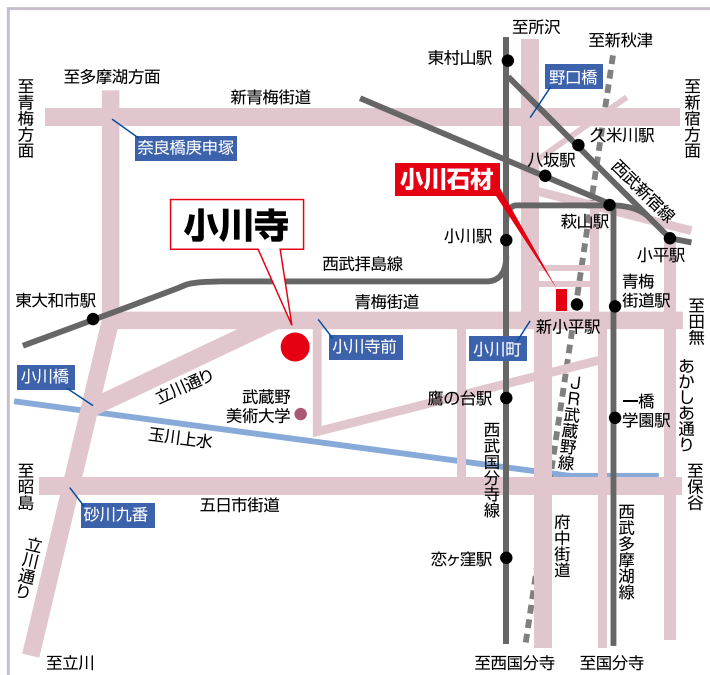 至所沢
至新秋津
東村山駅
野口橋
至多摩湖方面
至青梅方面
新青梅街道
至新宿方面
奈良橋庚申塚
久米川駅
八坂駅
西武新宿線
小川石材
萩山駅
小川寺
小川駅
小平駅
西武拝島線
青梅
街道駅
東大和市駅
青梅街道
新小平駅
至田無
小川寺前
小川町
小川橋
立川通り
武蔵野
美術大学
鷹の台駅
JR武蔵野線
一橋
学園駅
あかしあ通り
玉川上水
西武国分寺線
至昭島
至保谷
砂川九番
五日市街道
府中街道
西武多摩湖線
立川通り
恋ヶ窪駅
至立川
至西国分寺
至国分寺